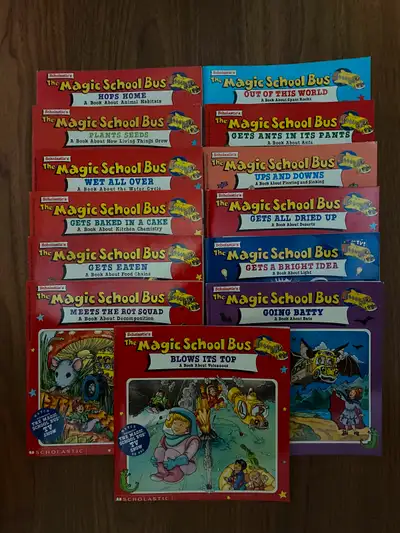 Scholastic's
The Magic School Bus
HOPS HOME
A Book About Animal Habitats
Scholastic's
The Magic School Bus
PLANTS SEEDS
A Book About How Living Things Grow
Scholastic's
The Magic School Bus
WET ALL OVER
A Book About the Water Cycle
Scholastic's
The Magic School Bus
GETS BAKED IN A CAKE
A Book About Kitchen Chemistry
Scholastic's
The Magic School Bus
GETS EATEN
A Book About Food Chains
Scholastic's
The Magic School Bus
MEETS THE ROT SQUAD
A Book About Decomposition
SCHOLASTIC
Scholastic's
The Magic School Bus
OUT OF THIS WORLD
A Book About Space Rocks
Scholastic's
The Magic School Bus
GETS ANTS IN ITS PANTS
A Book About Ants
Scholastic's
The Magic School Bus
UPS AND DOWNS
A Book About Floating and Sinking
Scholastic's
The Magic School Bus
GETS ALL DRIED UP
A Book About Deserts
Scholastic's
The Magic School Bus
GETS A BRIGHT IDEA
A Book About Light
Scholastic's
The Magic School Bus
GOING BATTY
A Book About Bats
Scholastic's
The Magic School Bus
BLOWS ITS TOP
A Book About Volcanoes
SCHOLASTIC